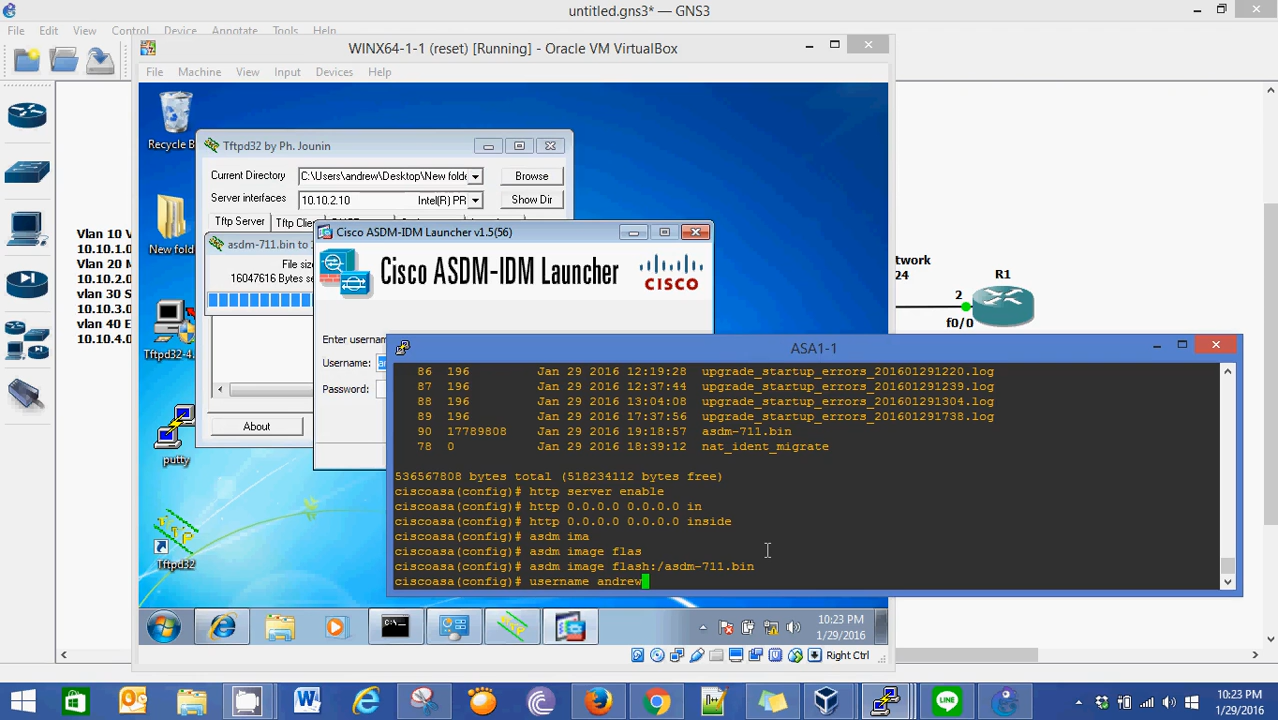 untitled.gns3* — GNS3
File Edit View Control Device Annotate Tools Help
WINX64-1-1 (reset) [Running] - Oracle VM VirtualBox
File Machine View Input Devices Help
Recycle B
Tftpd32 by Ph. Jounin
Current Directory C:\Users\andrew\Desktop\New folde Browse
Server interfaces 10.10.2.10 Intel(R) PR Show Dir
Tftp Server Tftp Clie
New fold
asdm-711.bin to
File size
16047616 Bytes se
Cisco ASDM-IDM Launcher v1.5(56)
Cisco ASDM-IDM Launcher
CISCO
Enter usernam
Username: an
Password:
About
Tftpd32-4.
putty
Tftpd32
Vlan 10 V
10.10.1.0
Vlan 20 M
10.10.2.0
vlan 30 S
10.10.3.0
vlan 40 E
10.10.4.0
etwork
24
R1
2
f0/0
ASA1-1
86 196 Jan 29 2016 12:19:28 upgrade_startup_errors_201601291220.log
87 196 Jan 29 2016 12:37:44 upgrade_startup_errors_201601291239.log
88 196 Jan 29 2016 13:04:08 upgrade_startup_errors_201601291304.log
89 196 Jan 29 2016 17:37:56 upgrade_startup_errors_201601291738.log
90 17789808 Jan 29 2016 19:18:57 asdm-711.bin
78 0 Jan 29 2016 18:39:12 nat_ident_migrate
536567808 bytes total (518234112 bytes free)
ciscoasa(config)# http server enable
ciscoasa(config)# http 0.0.0.0 0.0.0.0 in
ciscoasa(config)# http 0.0.0.0 0.0.0.0 inside
ciscoasa(config)# asdm ima
ciscoasa(config)# asdm image flas
ciscoasa(config)# asdm image flash:/asdm-711.bin
ciscoasa(config)# username andrew
10:23 PM
1/29/2016
Right Ctrl
10:23 PM
1/29/2016